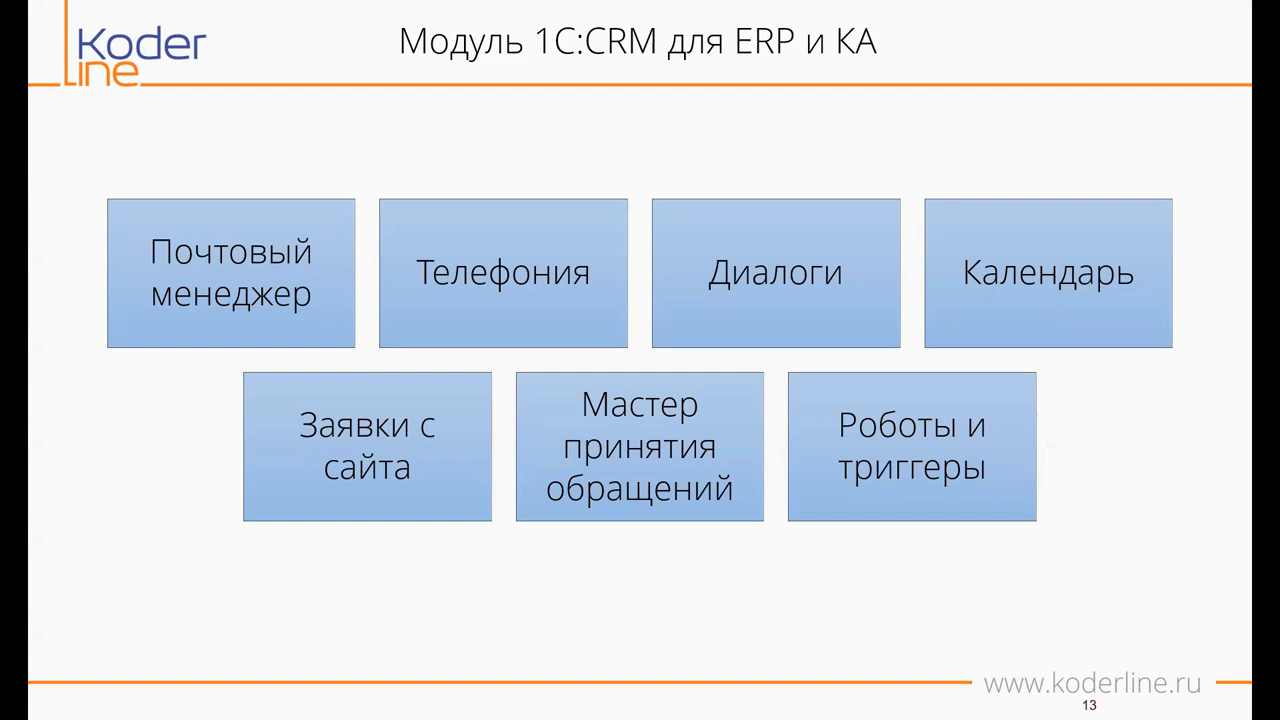 Koder
line
Модуль 1С:CRM для ERP и КА
Почтовый
менеджер
Телефония
Диалоги
Календарь
Заявки с
сайта
Мастер
принятия
обращений
Роботы и
триггеры
www.koderline.ru
13